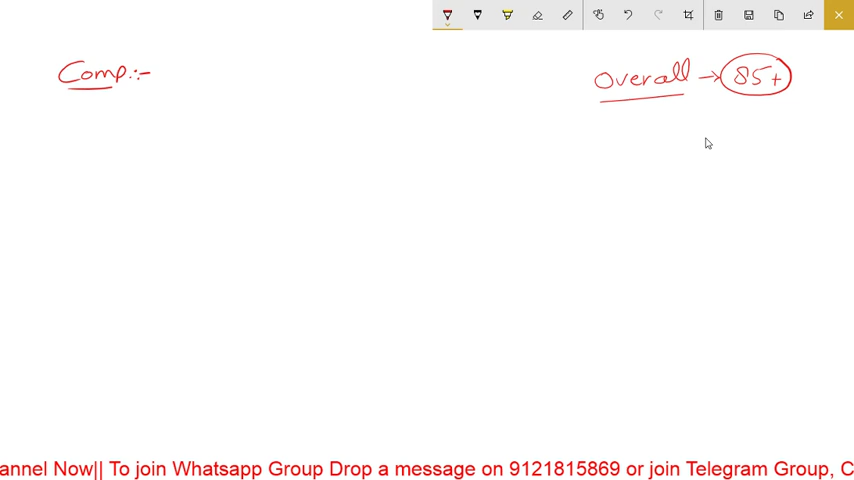 Comp.:-
Overall → 85+
annel Now|| To join Whatsapp Group Drop a message on 9121815869 or join Telegram Group, C